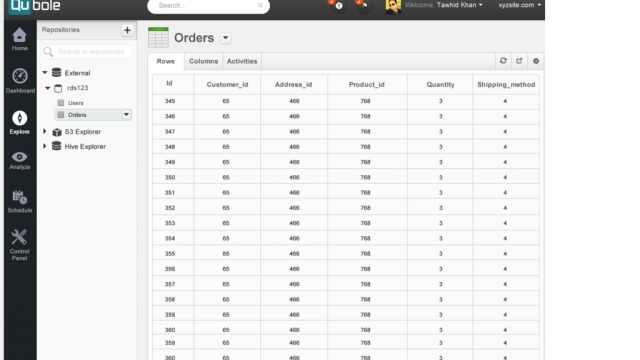 Qubole
Search...
Welcome, Tawhid Khan
xyzsite.com
Home
Dashboard
Explore
Analyze
Schedule
Control
Panel
Repositories
+
Search in repositories
External
rds123
Users
Orders
S3 Explorer
Hive Explorer
Orders
Rows Columns Activities
Id Customer_id Address_id Product_id Quantity Shipping_method
345 65 466 768 3 4
346 65 466 768 3 4
347 65 466 768 3 4
348 65 466 768 3 4
349 65 466 768 3 4
350 65 466 768 3 4
351 65 466 768 3 4
352 65 466 768 3 4
353 65 466 768 3 4
354 65 466 768 3 4
355 65 466 768 3 4
356 65 466 768 3 4
357 65 466 768 3 4
358 65 466 768 3 4
359 65 466 768 3 4
360 65 466 768 3 4
359 65 466 768 3 4
360 65 466 768 3 4